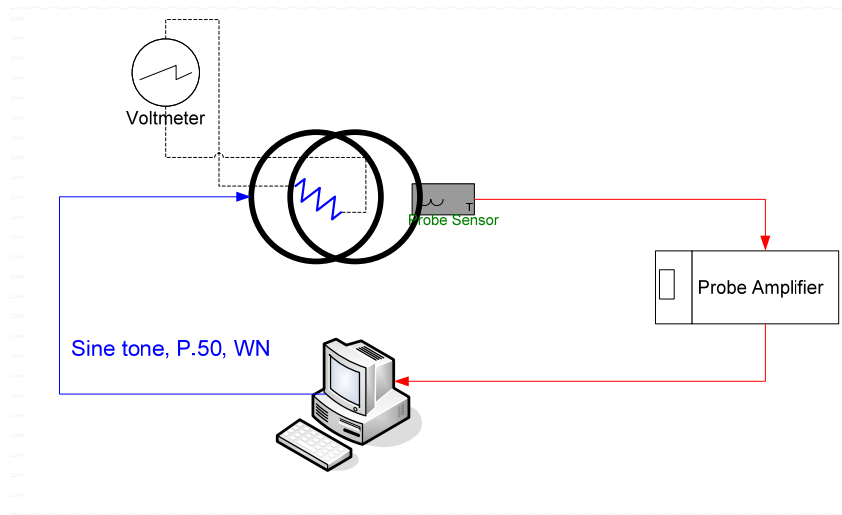 Voltmeter
T
Probe Sensor
Probe Amplifier
Sine tone, P.50, WN